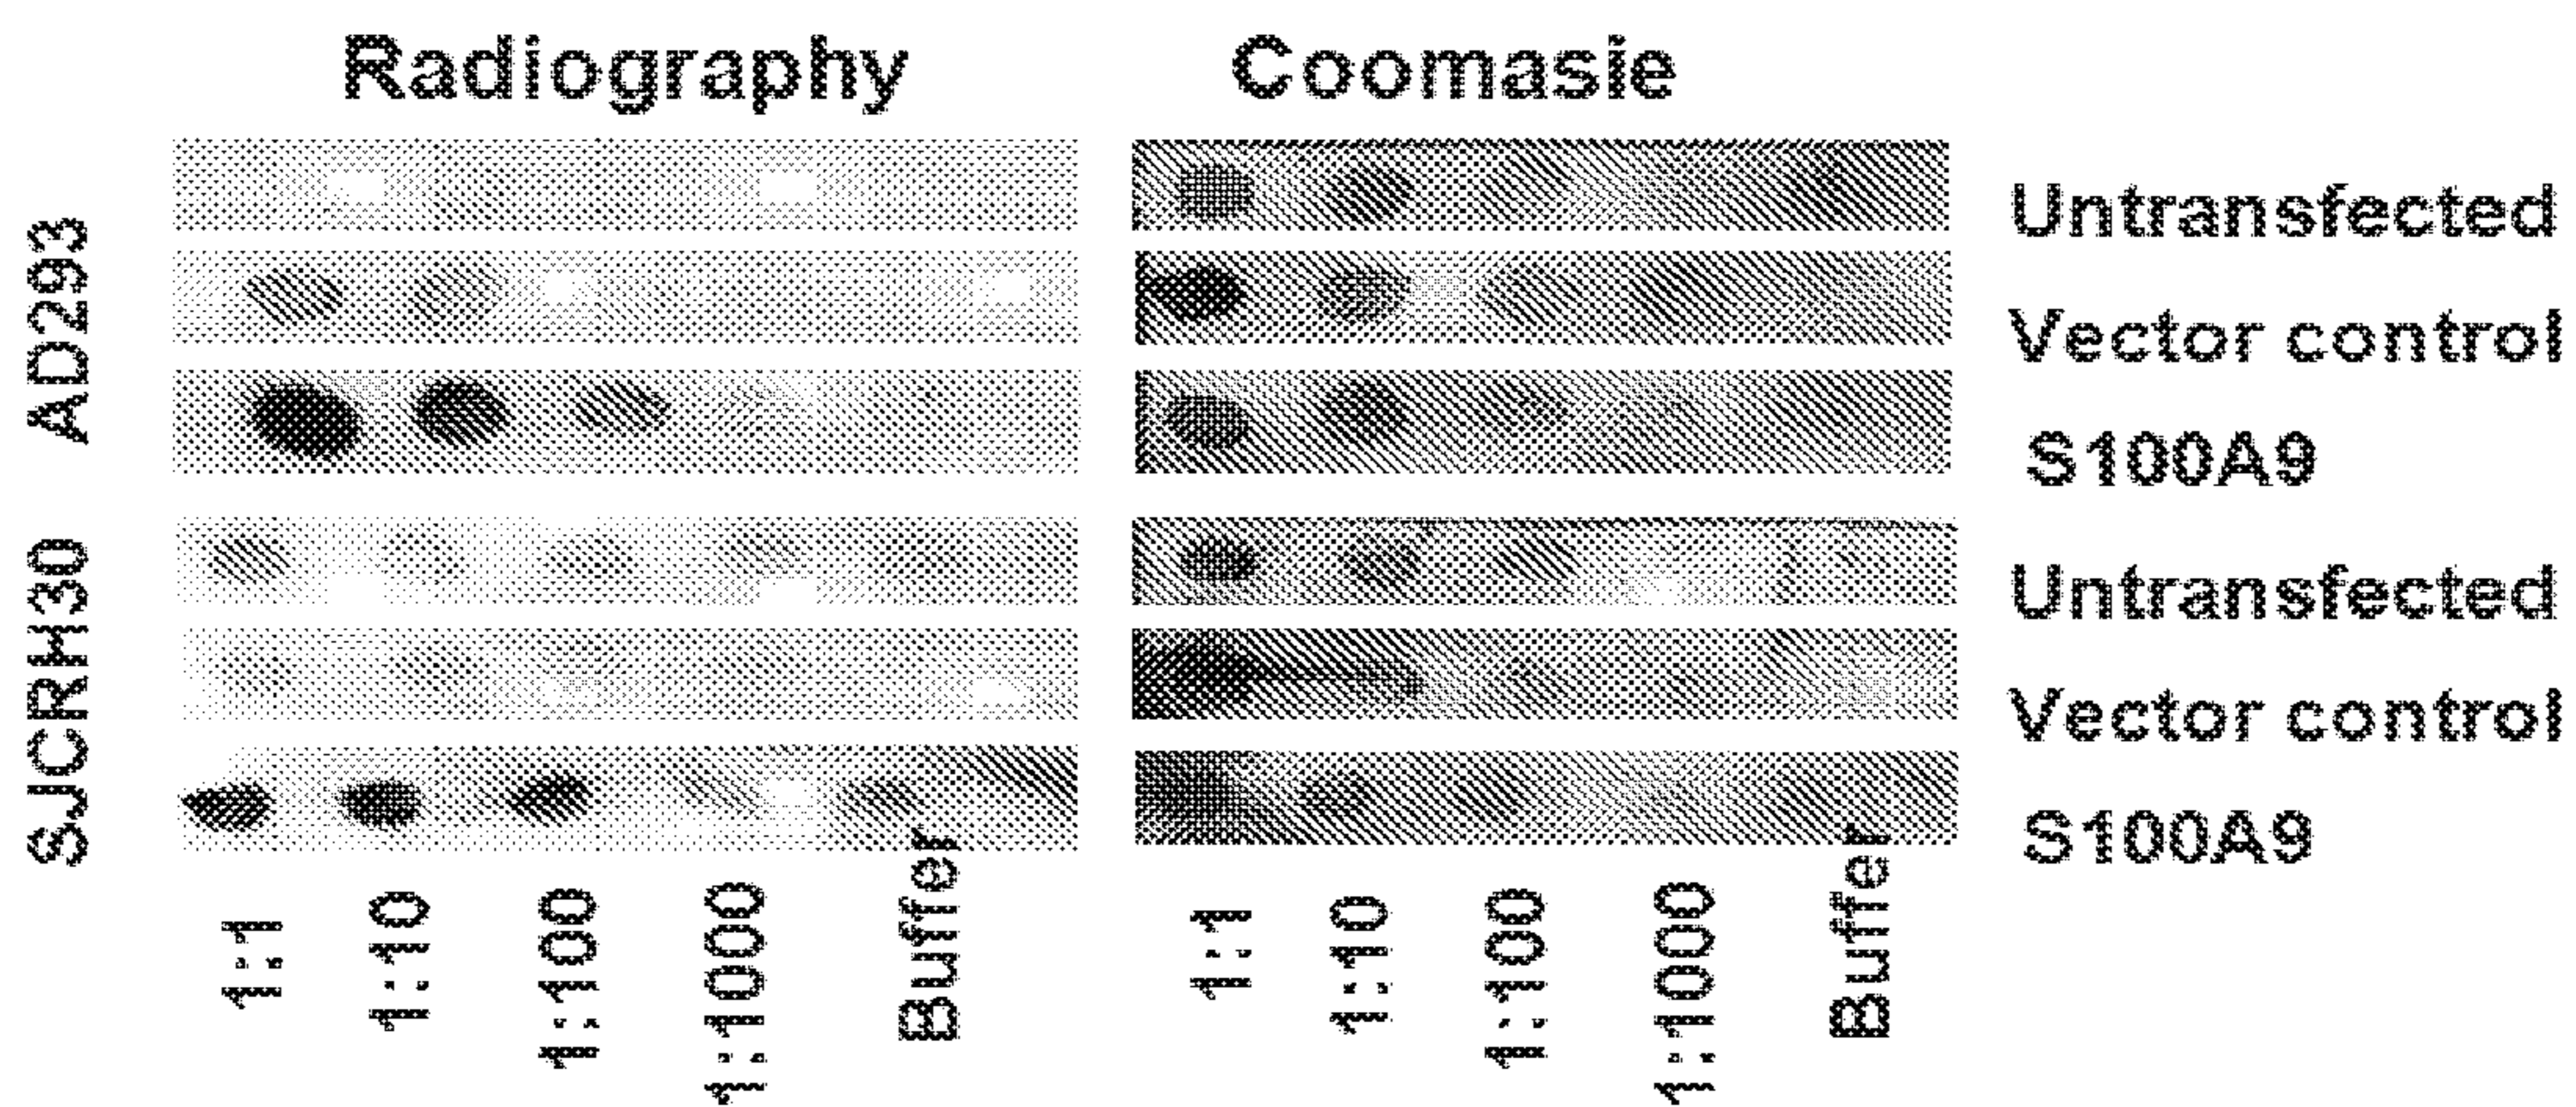 Radiography Coomasie
AD293
Untransfected
Vector control
S100A9
SJCRH30
Untransfected
Vector control
S100A9
1:1 1:10 1:100 1:1000 Buffer 1:1 1:10 1:100 1:1000 Buffer